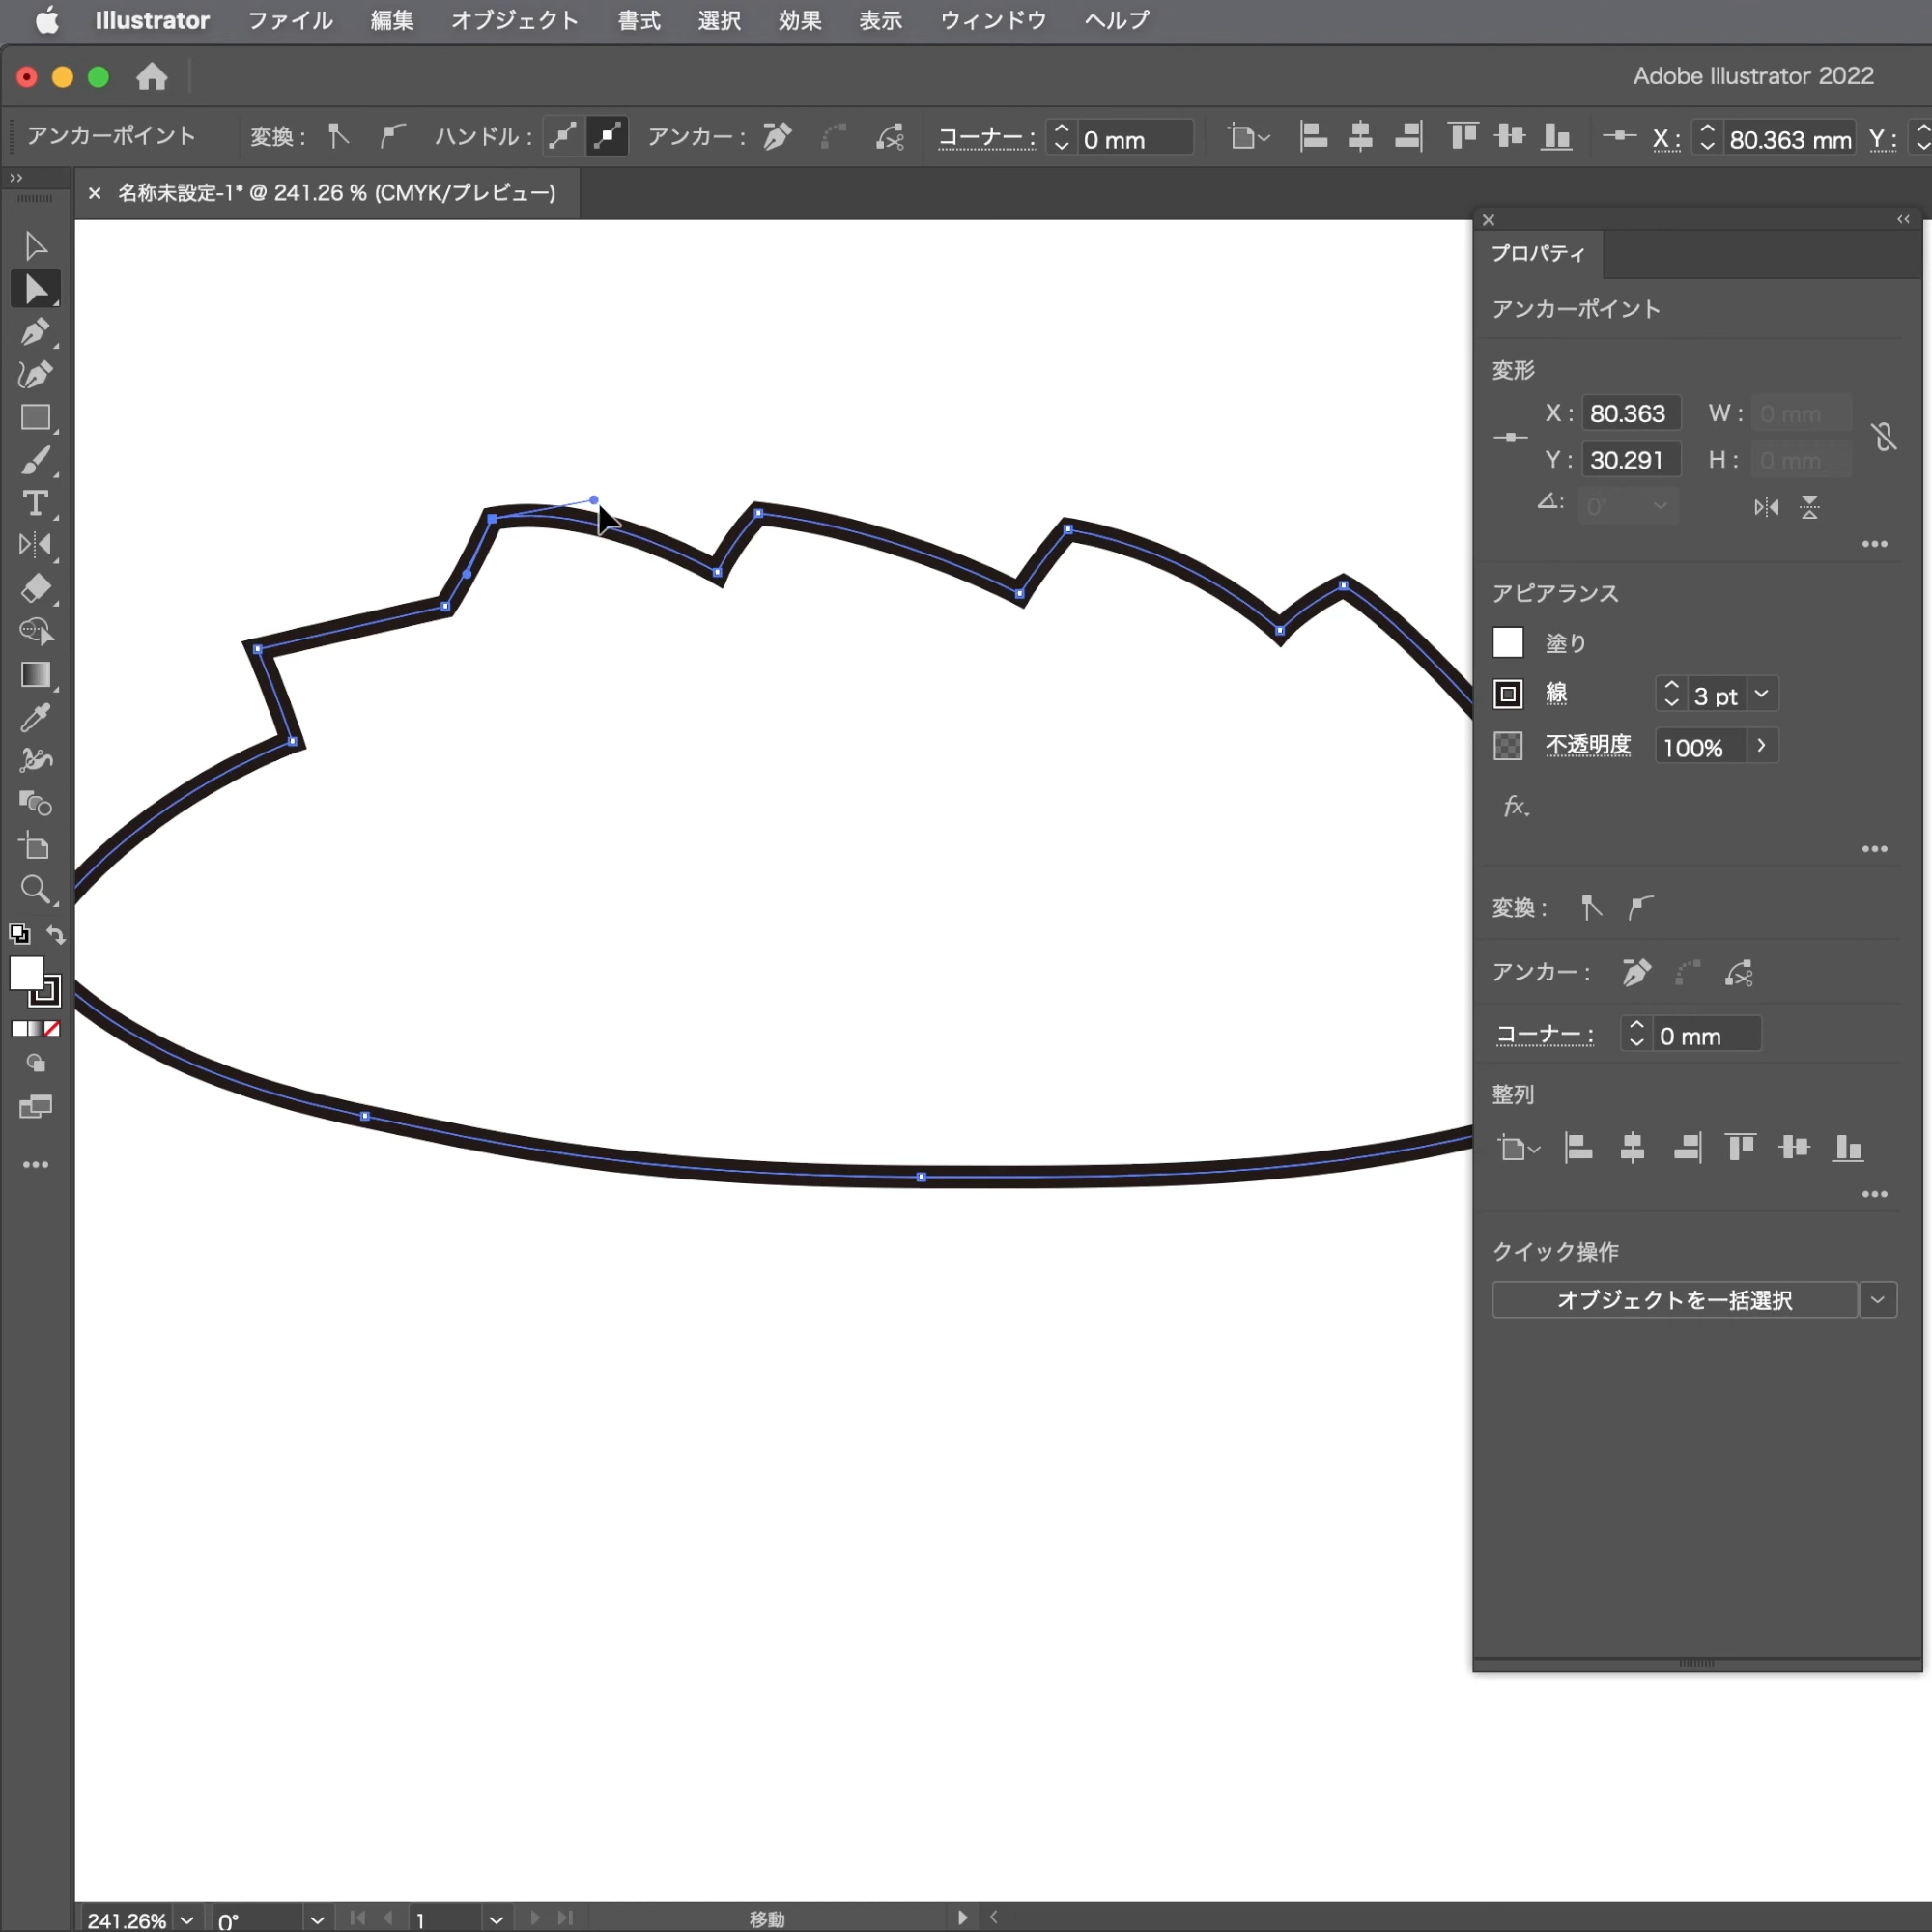 Illustrator ファイル 編集 オブジェクト 書式 選択 効果 表示 ウィンドウ ヘルプ
Adobe Illustrator 2022
アンカーポイント 変換： ハンドル： アンカー： コーナー： 0 mm X： 80.363 mm Y：
× 名称未設定-1* @ 241.26 % (CMYK/プレビュー)
プロパティ
アンカーポイント
変形
X： 80.363 W： 0 mm
Y： 30.291 H： 0 mm
0°
アピアランス
塗り
線 3 pt
不透明度 100%
fx
変換：
アンカー：
コーナー： 0 mm
整列
クイック操作
オブジェクトを一括選択
241.26% 0° 1 移動